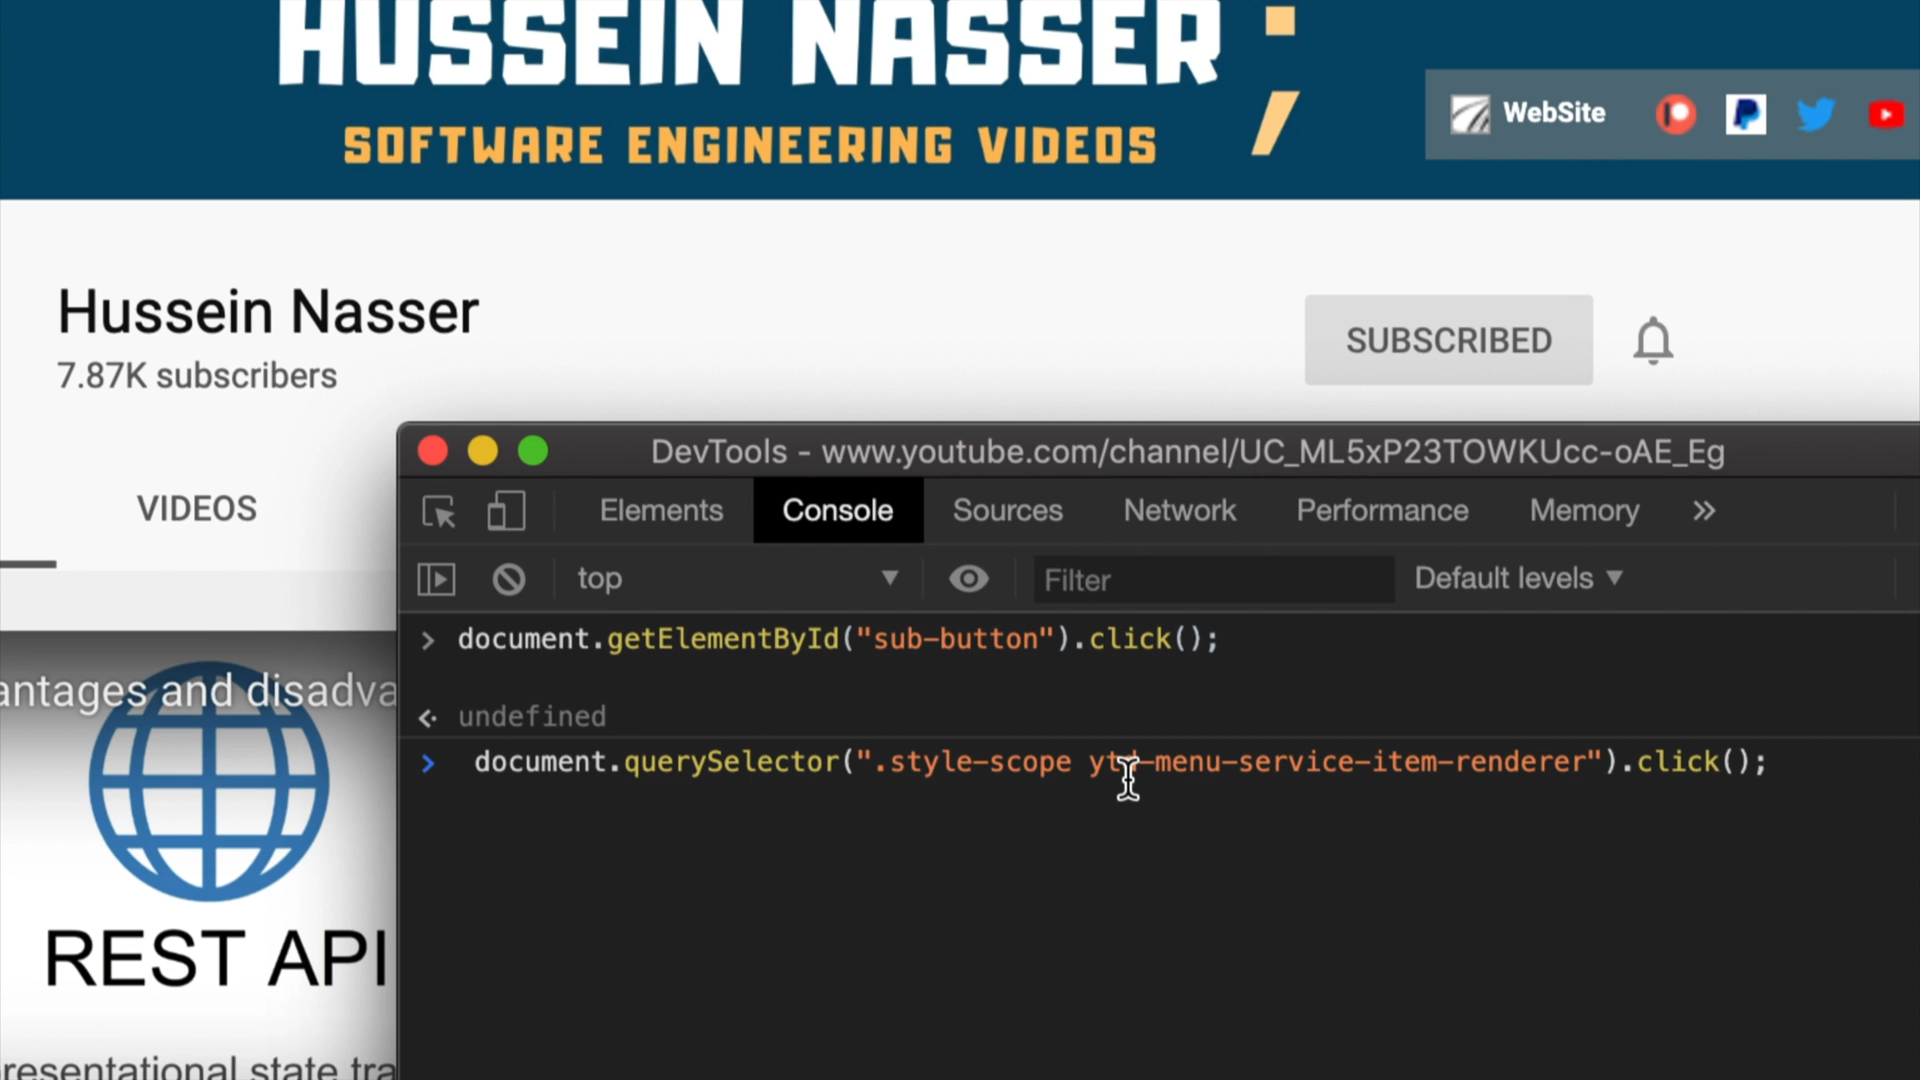 HUSSEIN NASSER ;
SOFTWARE ENGINEERING VIDEOS
WebSite
Hussein Nasser
7.87K subscribers
SUBSCRIBED
VIDEOS
DevTools - www.youtube.com/channel/UC_ML5xP23TOWKUcc-oAE_Eg
Elements Console Sources Network Performance Memory »
top Filter Default levels
> document.getElementById("sub-button").click();
undefined
> document.querySelector(".style-scope ytd-menu-service-item-renderer").click();
antages and disadva
REST API
resentational state tra